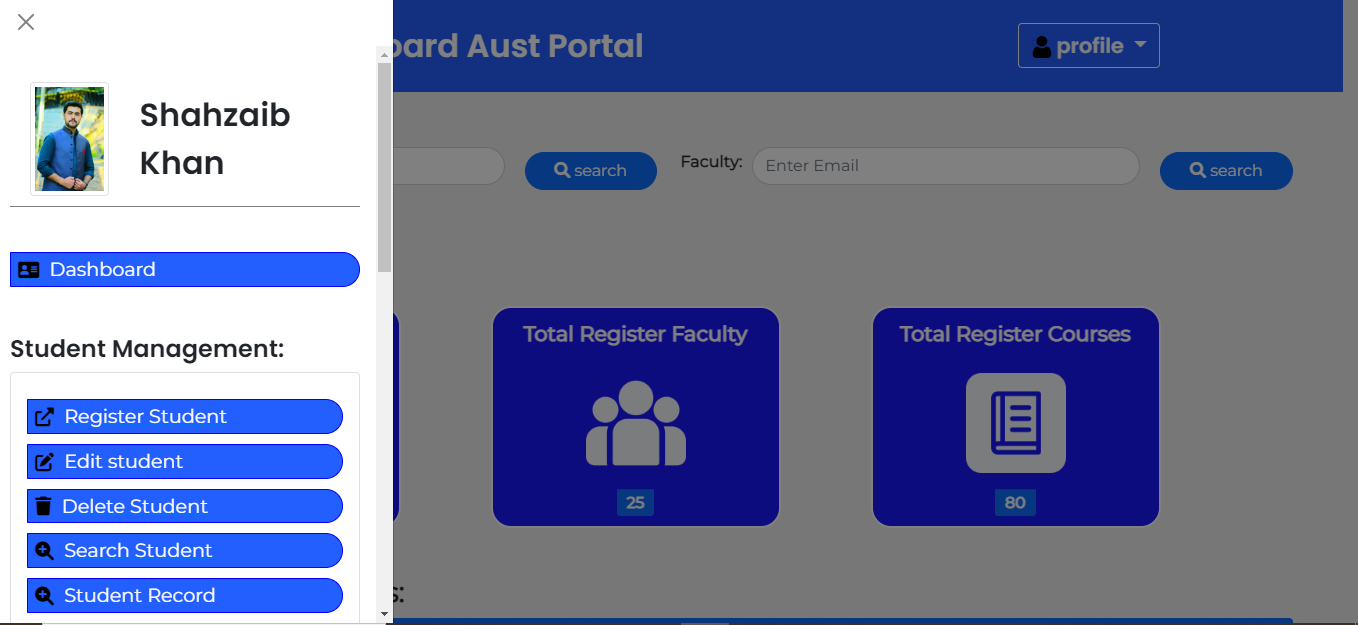 Aust Portal
profile
Shahzaib
Khan
search
Faculty:
Enter Email
search
Dashboard
Total Register Faculty
Total Register Courses
Student Management:
Register Student
Edit student
Delete Student
25
80
Search Student
Student Record